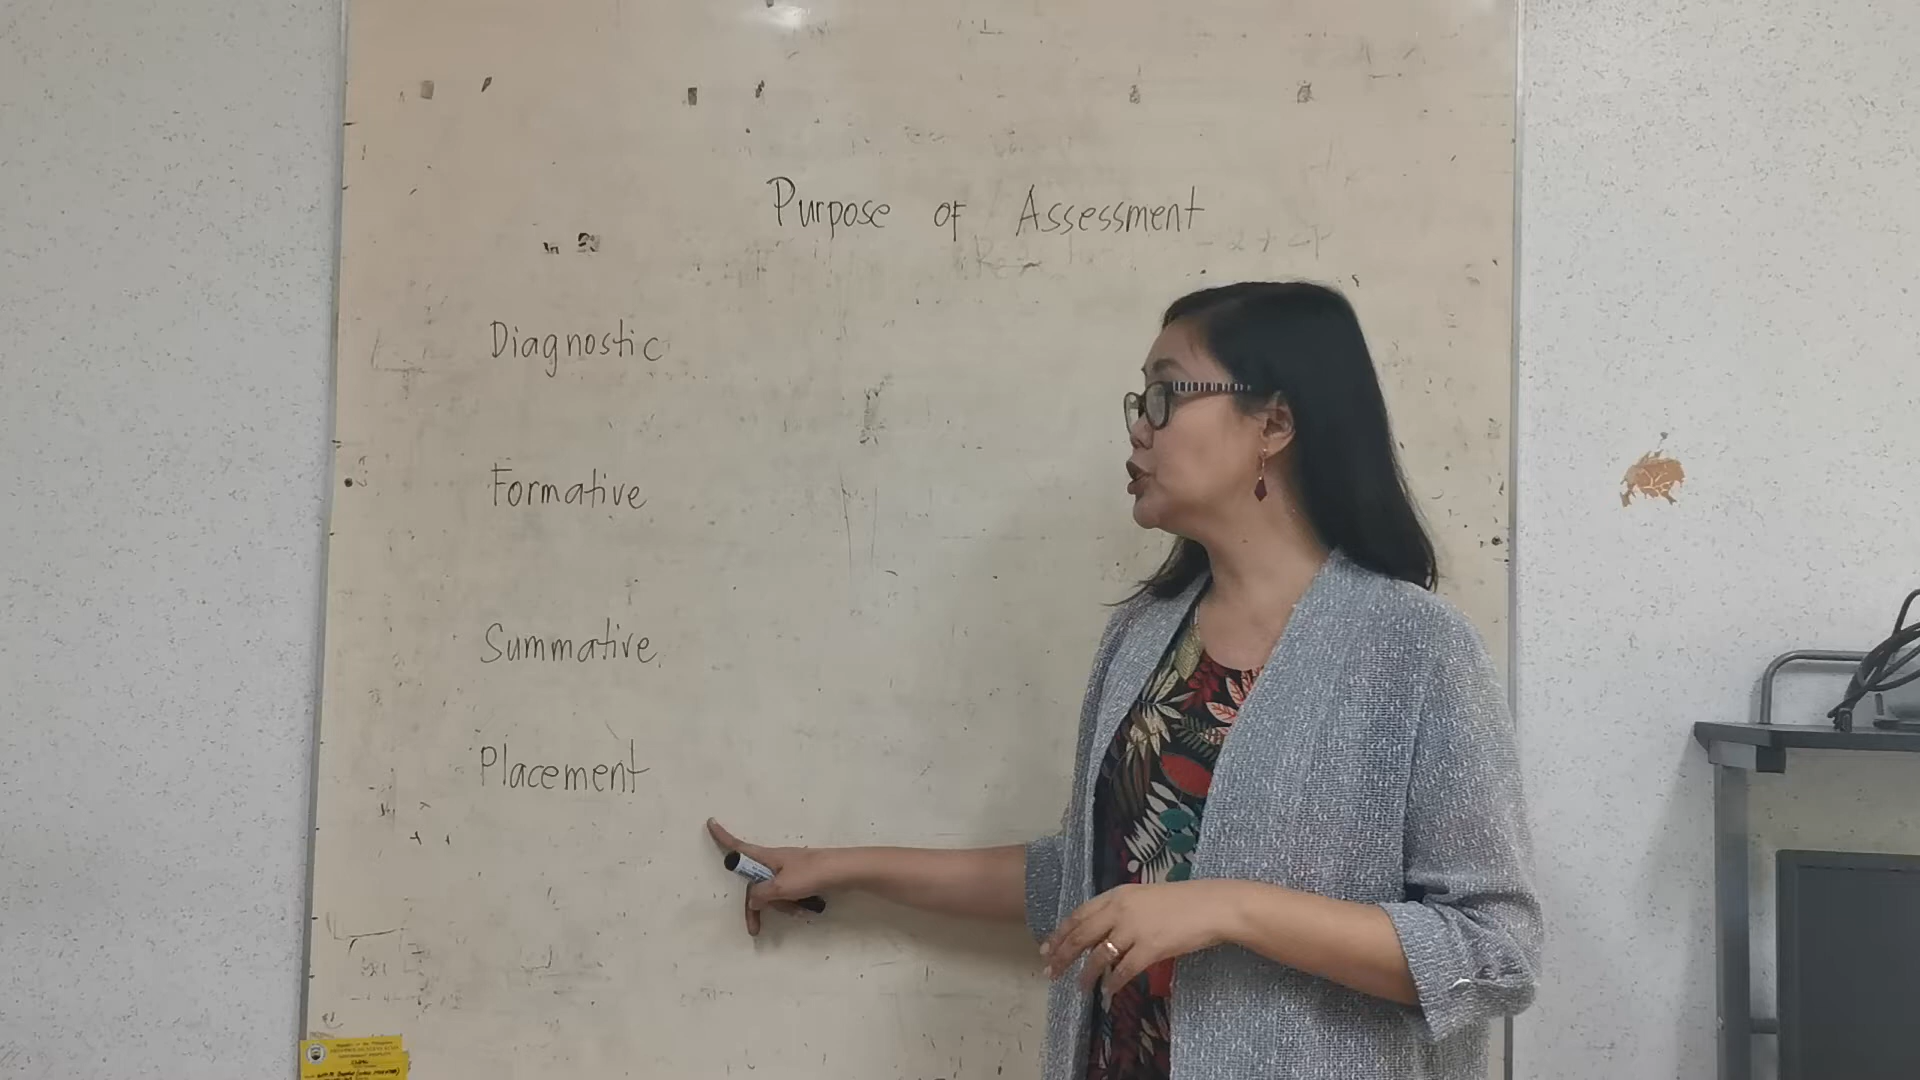 Purpose of Assessment
Diagnostic
Formative
Summative
Placement